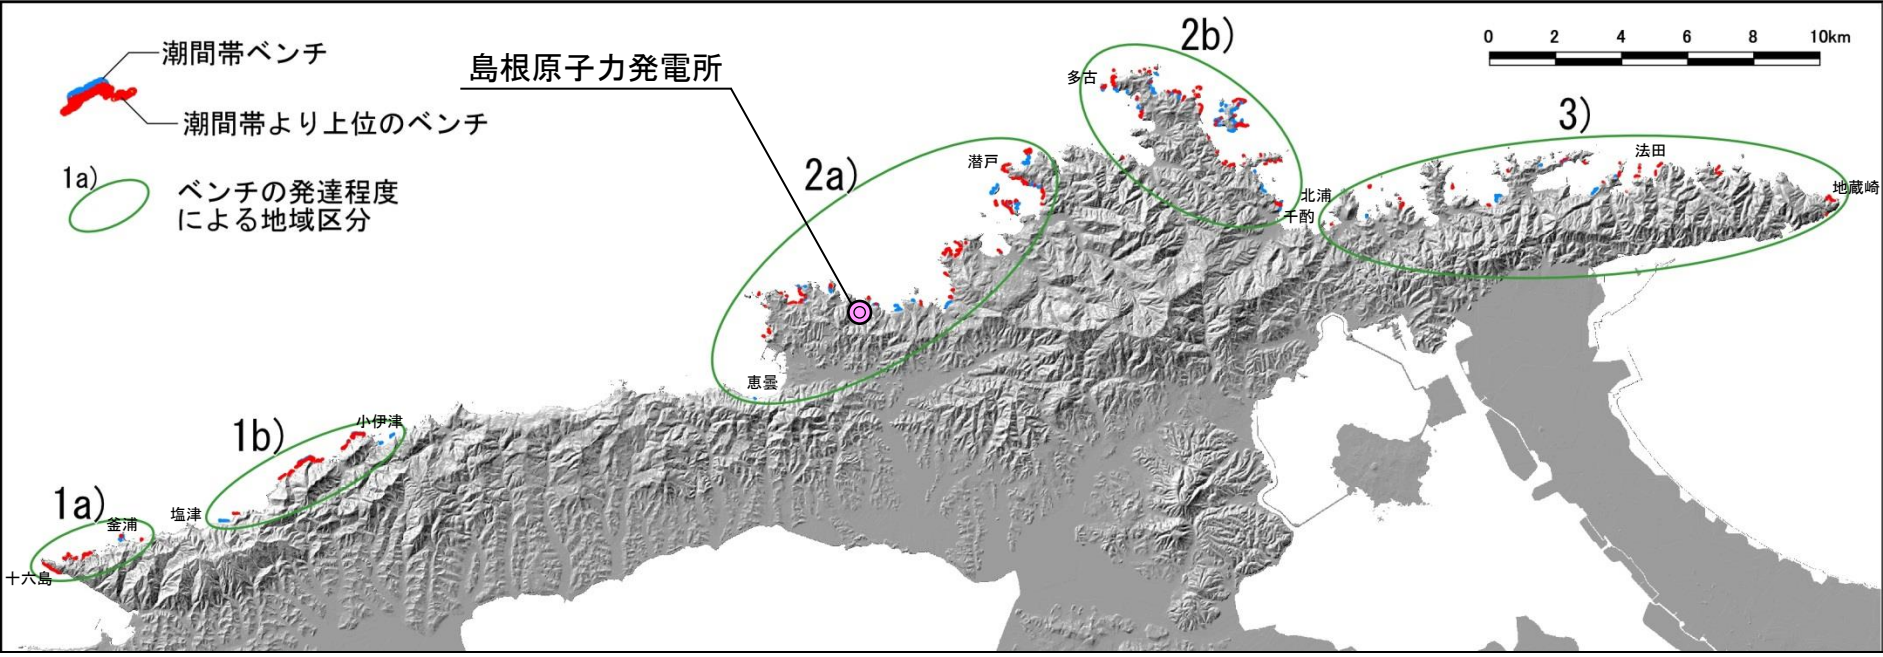 潮間帯ベンチ
潮間帯より上位のベンチ
1a)
ベンチの発達程度
による地域区分
島根原子力発電所
0 2 4 6 8 10km
2b)
多古
3)
法田
潜戸
2a)
北浦
千酌
地蔵崎
恵曇
小伊津
1b)
塩津
1a)
釜浦
十六島